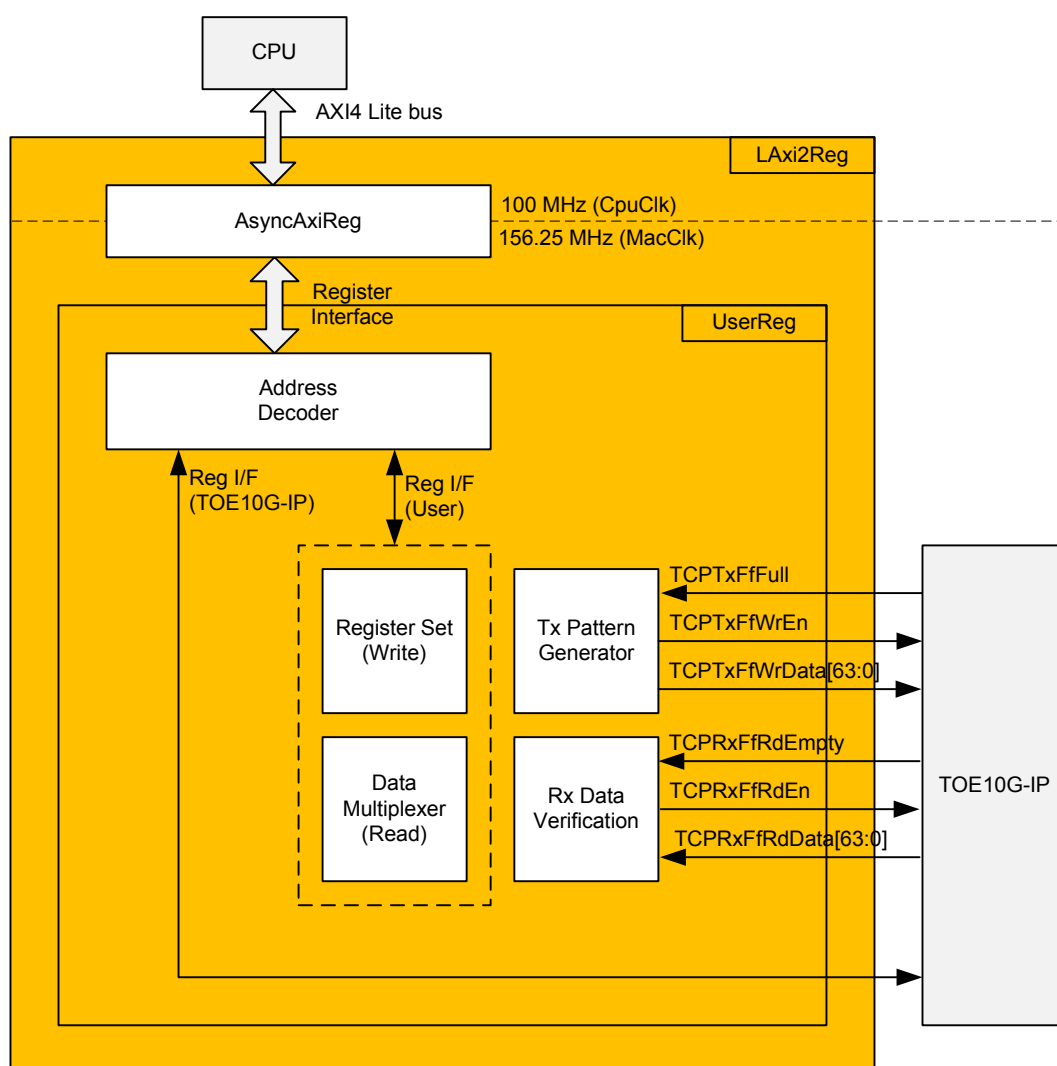 CPU
AXI4 Lite bus
LAxi2Reg
AsyncAxiReg
100 MHz (CpuClk)
156.25 MHz (MacClk)
Register
Interface
UserReg
Address
Decoder
Reg I/F
(TOE10G-IP)
Reg I/F
(User)
Register Set
(Write)
Tx Pattern
Generator
TCPTxFfFull
TCPTxFfWrEn
TCPTxFfWrData[63:0]
Data
Multiplexer
(Read)
Rx Data
Verification
TCPRxFfRdEmpty
TCPRxFfRdEn
TCPRxFfRdData[63:0]
TOE10G-IP